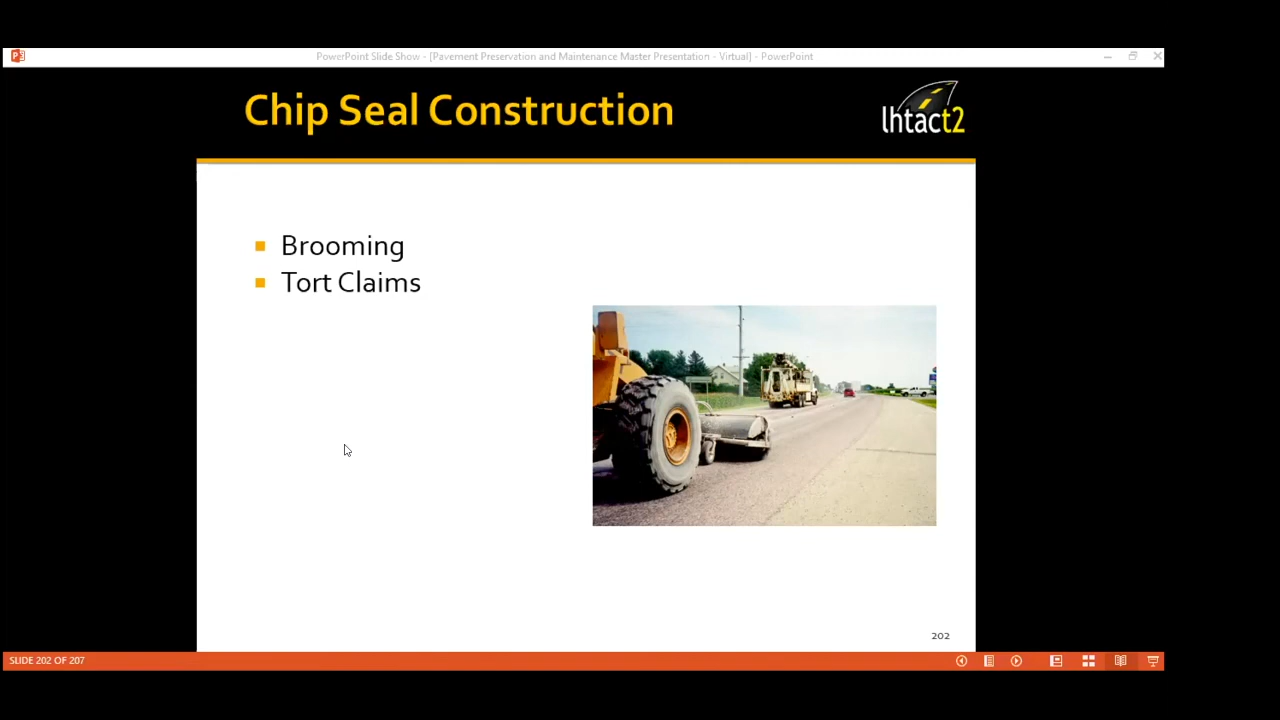 PowerPoint Slide Show - [Pavement Preservation and Maintenance Master Presentation - Virtual] - PowerPoint
Chip Seal Construction
lhtact2
Brooming
Tort Claims
202
SLIDE 202 OF 207